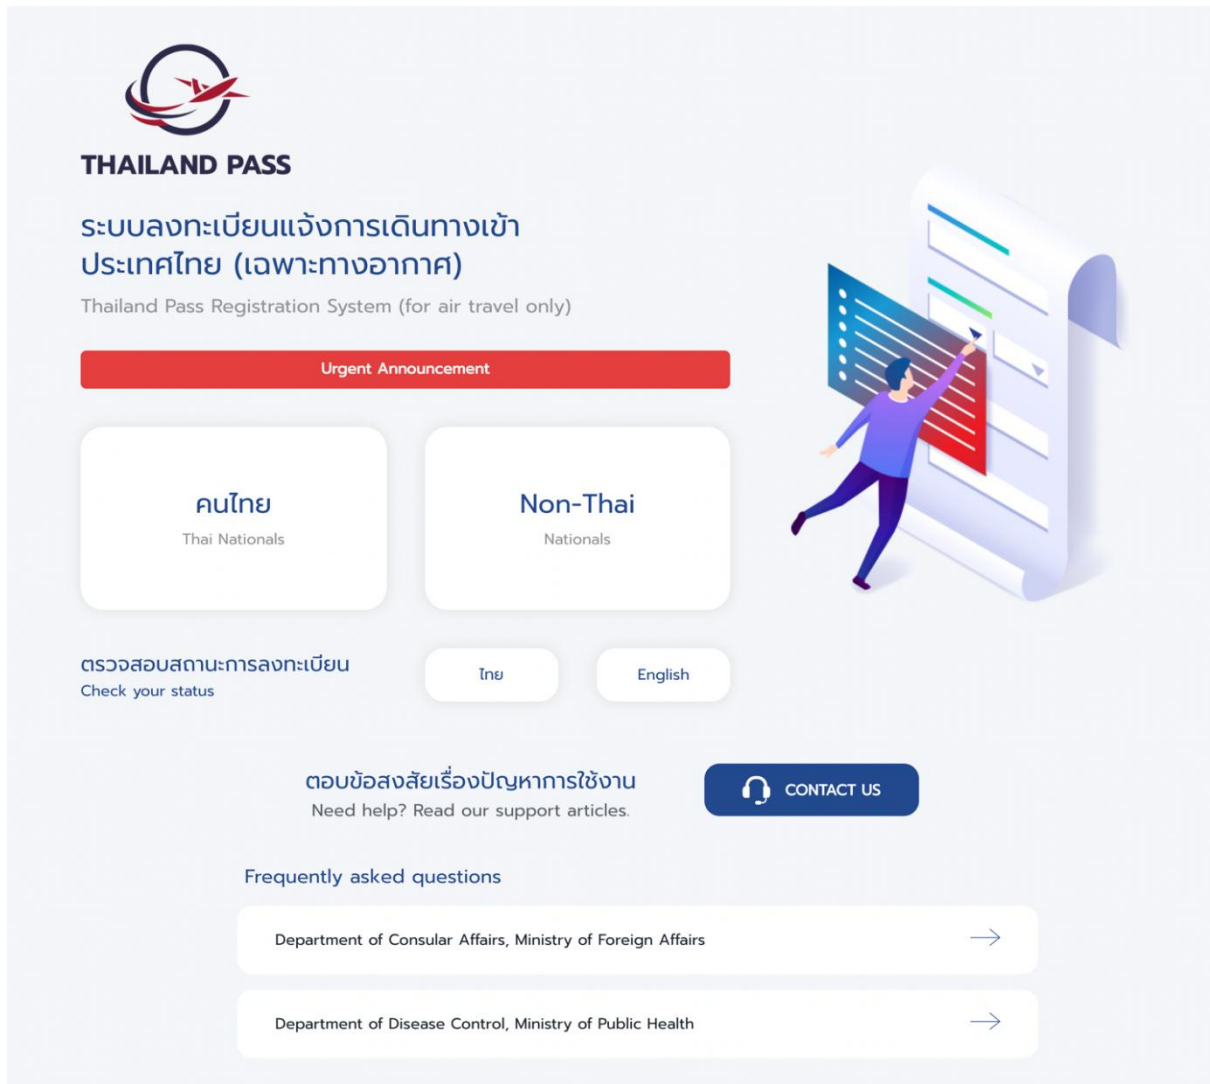 THAILAND PASS
ระบบลงทะเบียนแจ้งการเดินทางเข้า
ประเทศไทย (เฉพาะทางอากาศ)
Thailand Pass Registration System (for air travel only)
Urgent Announcement
คนไทย
Thai Nationals
Non-Thai
Nationals
ตรวจสอบสถานะการลงทะเบียน
Check your status
ไทย
English
ตอบข้อสงสัยเรื่องปัญหาการใช้งาน
Need help? Read our support articles.
CONTACT US
Frequently asked questions
Department of Consular Affairs, Ministry of Foreign Affairs
Department of Disease Control, Ministry of Public Health